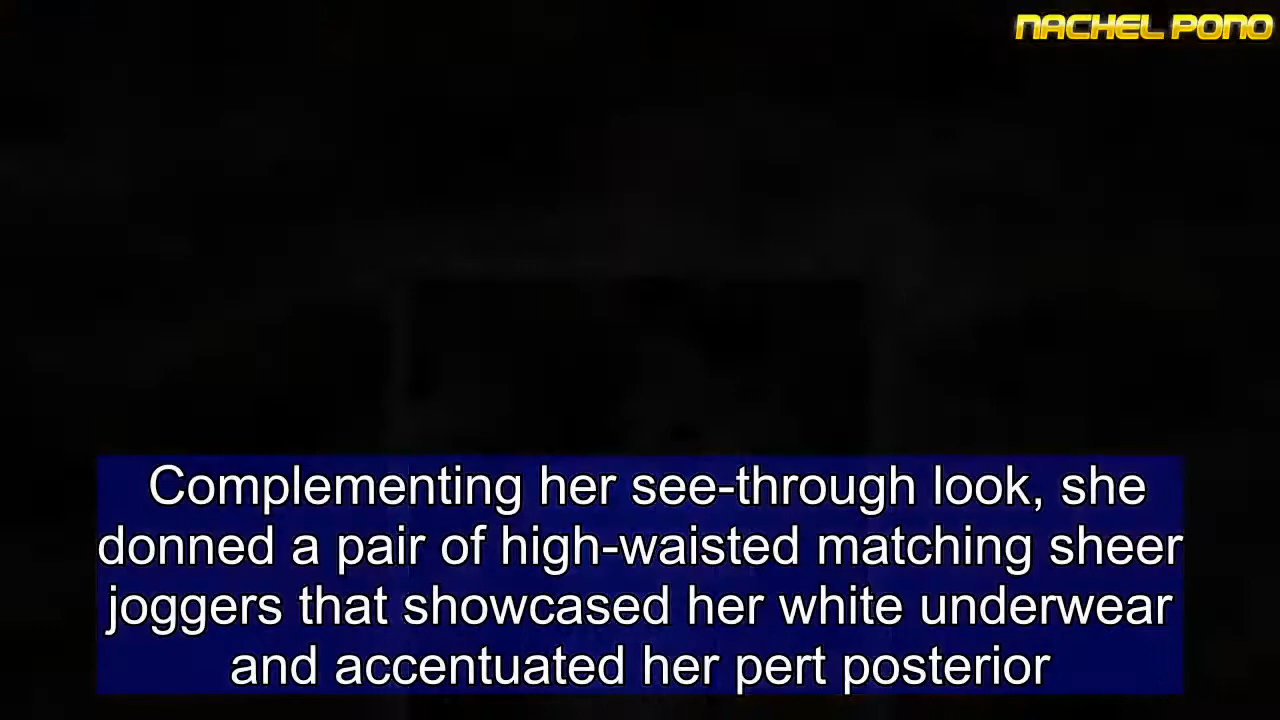 NACHEL PONO
Complementing her see-through look, she
donned a pair of high-waisted matching sheer
joggers that showcased her white underwear
and accentuated her pert posterior